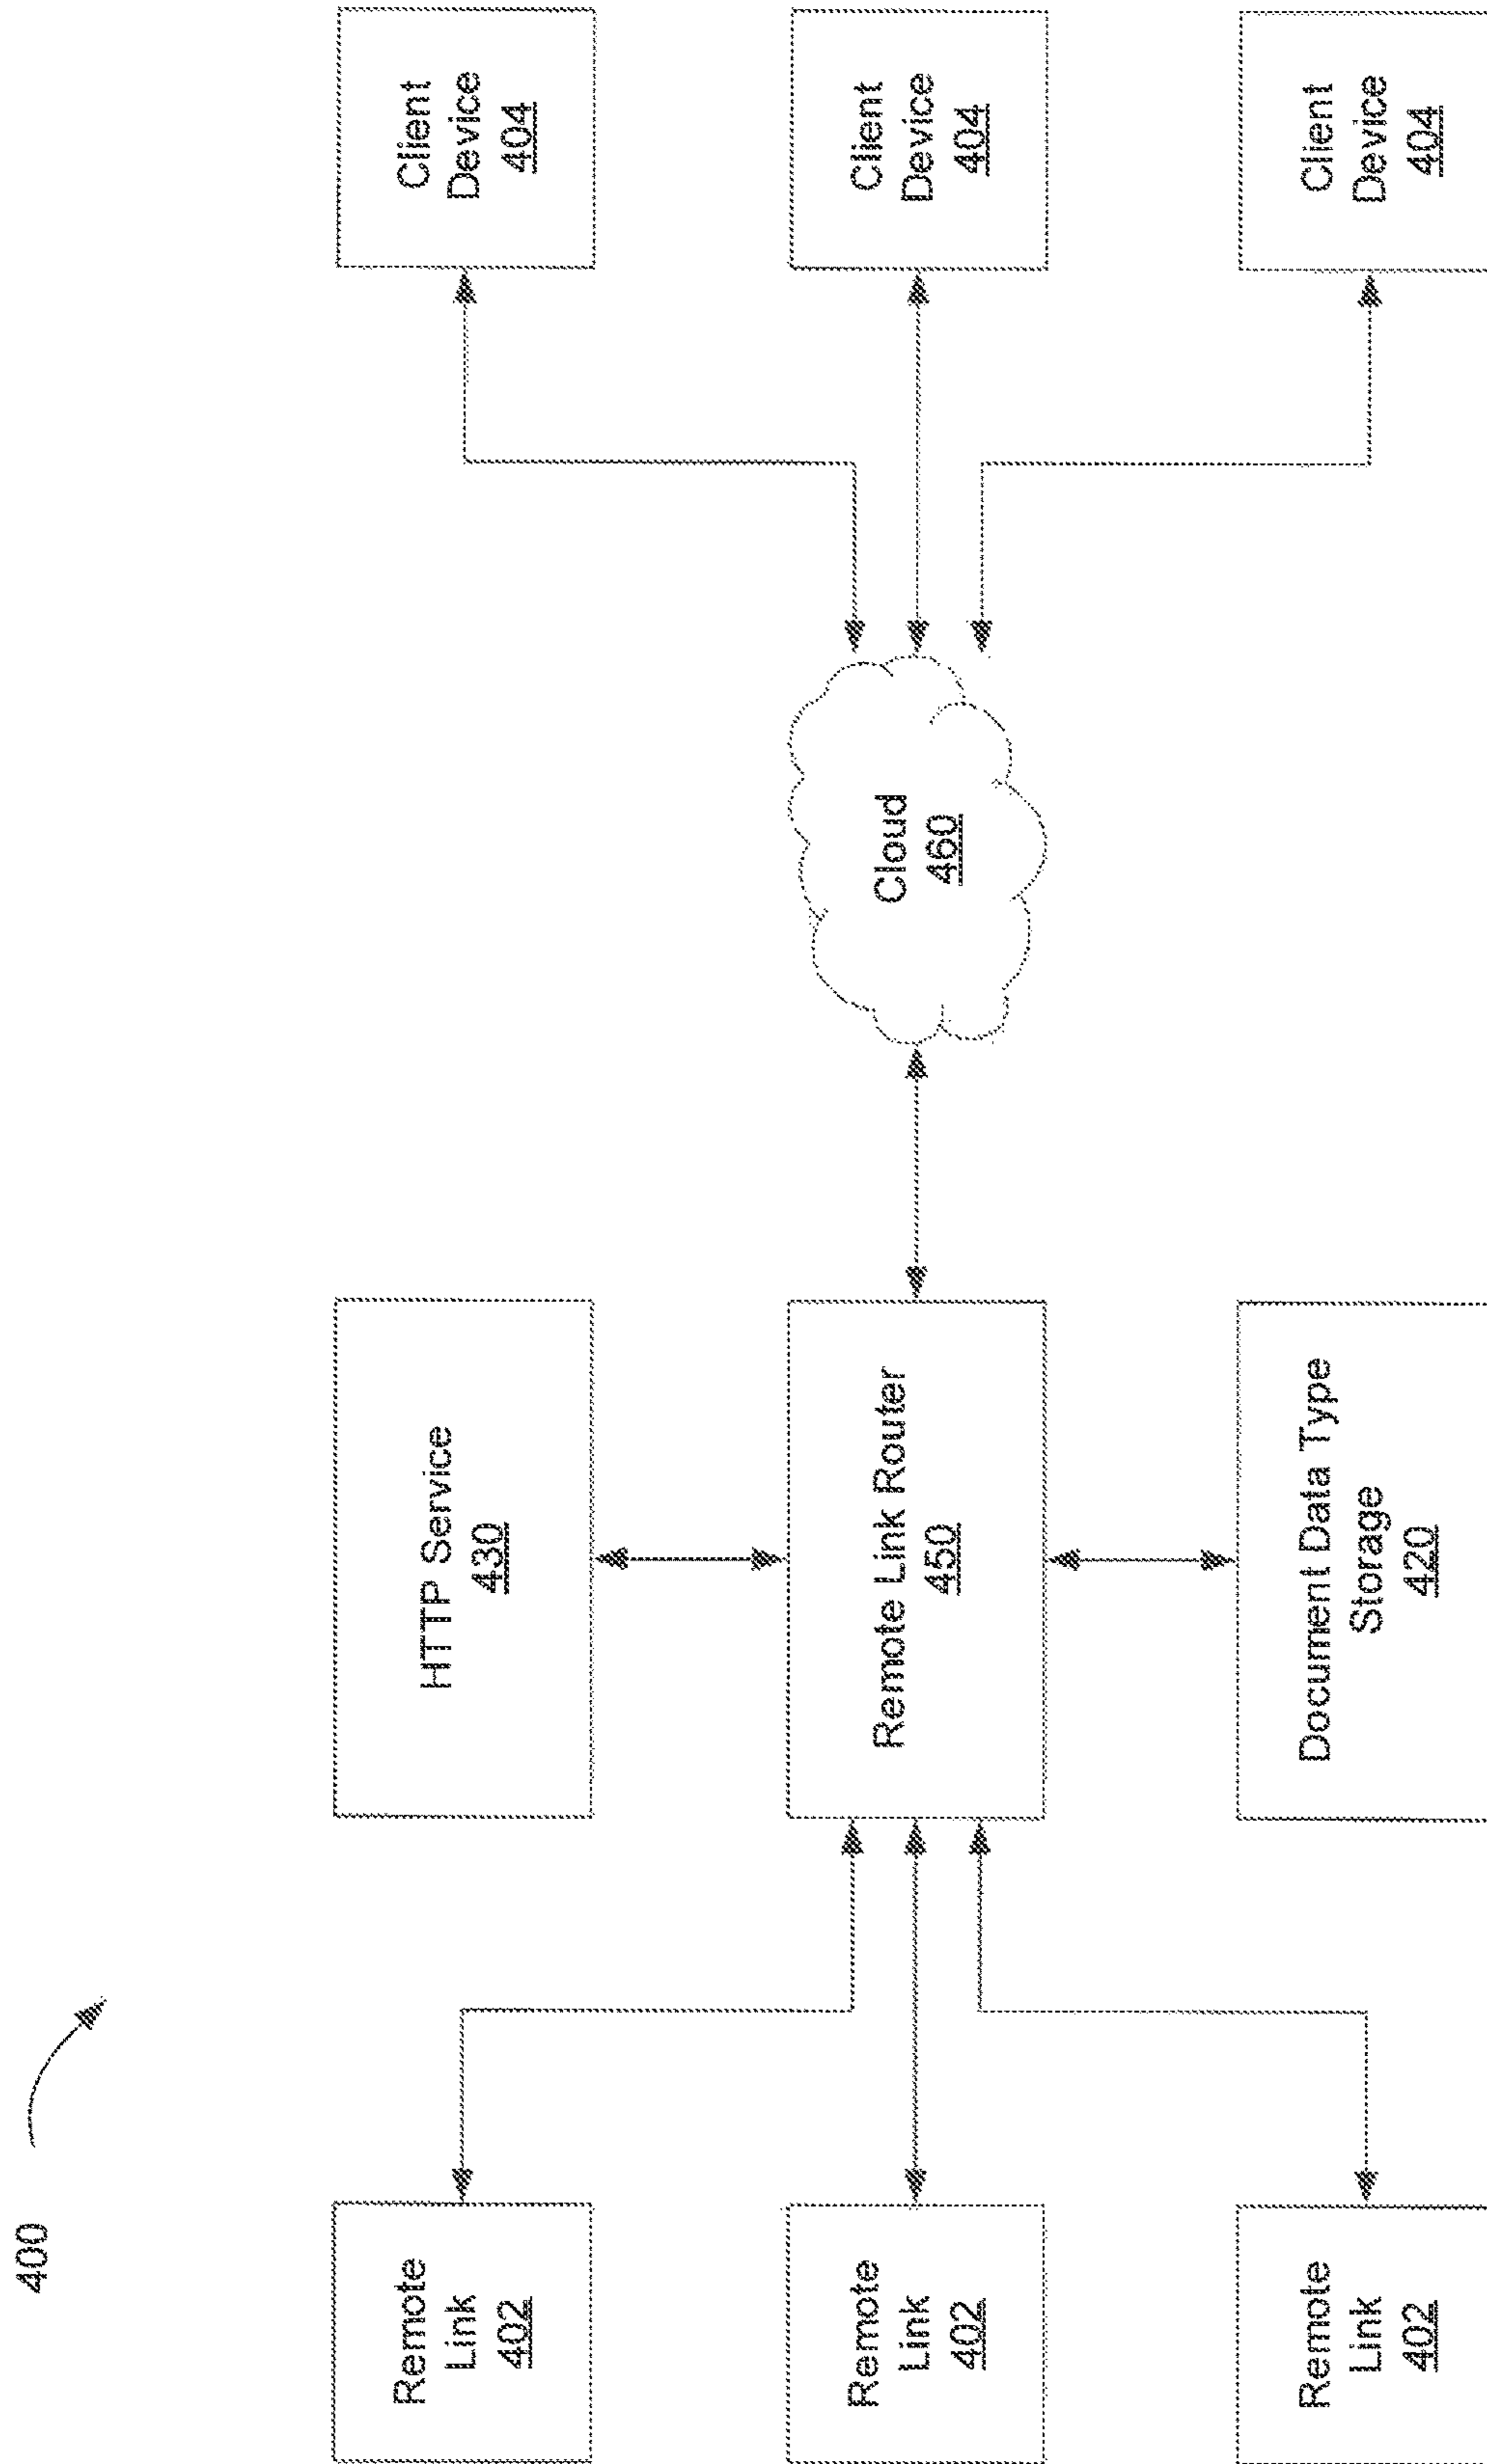 400
Remote
Link
402
Remote
Link
402
Remote
Link
402
HTTP Service
430
Remote Link Router
450
Document Data Type
Storage
420
Cloud
460
Client
Device
404
Client
Device
404
Client
Device
404